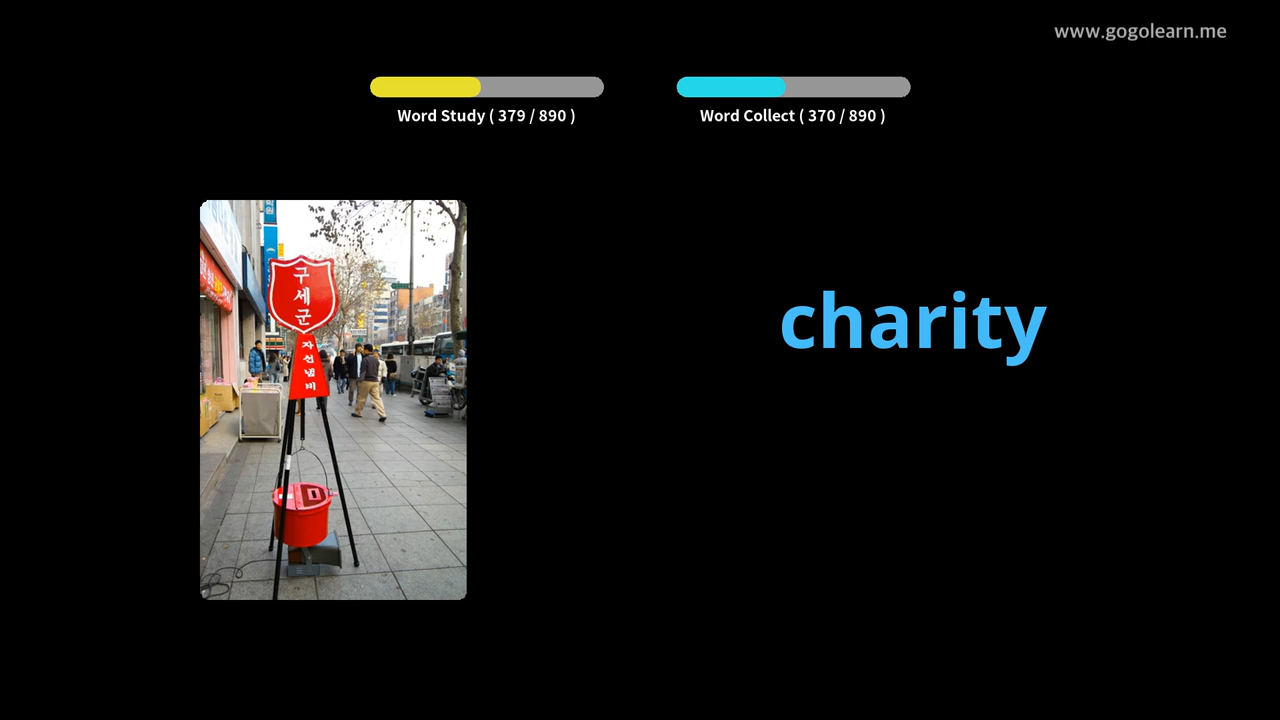 www.gogolearn.me
Word Study ( 379 / 890 )
Word Collect ( 370 / 890 )
구
세
군
자
선
냄
비
charity